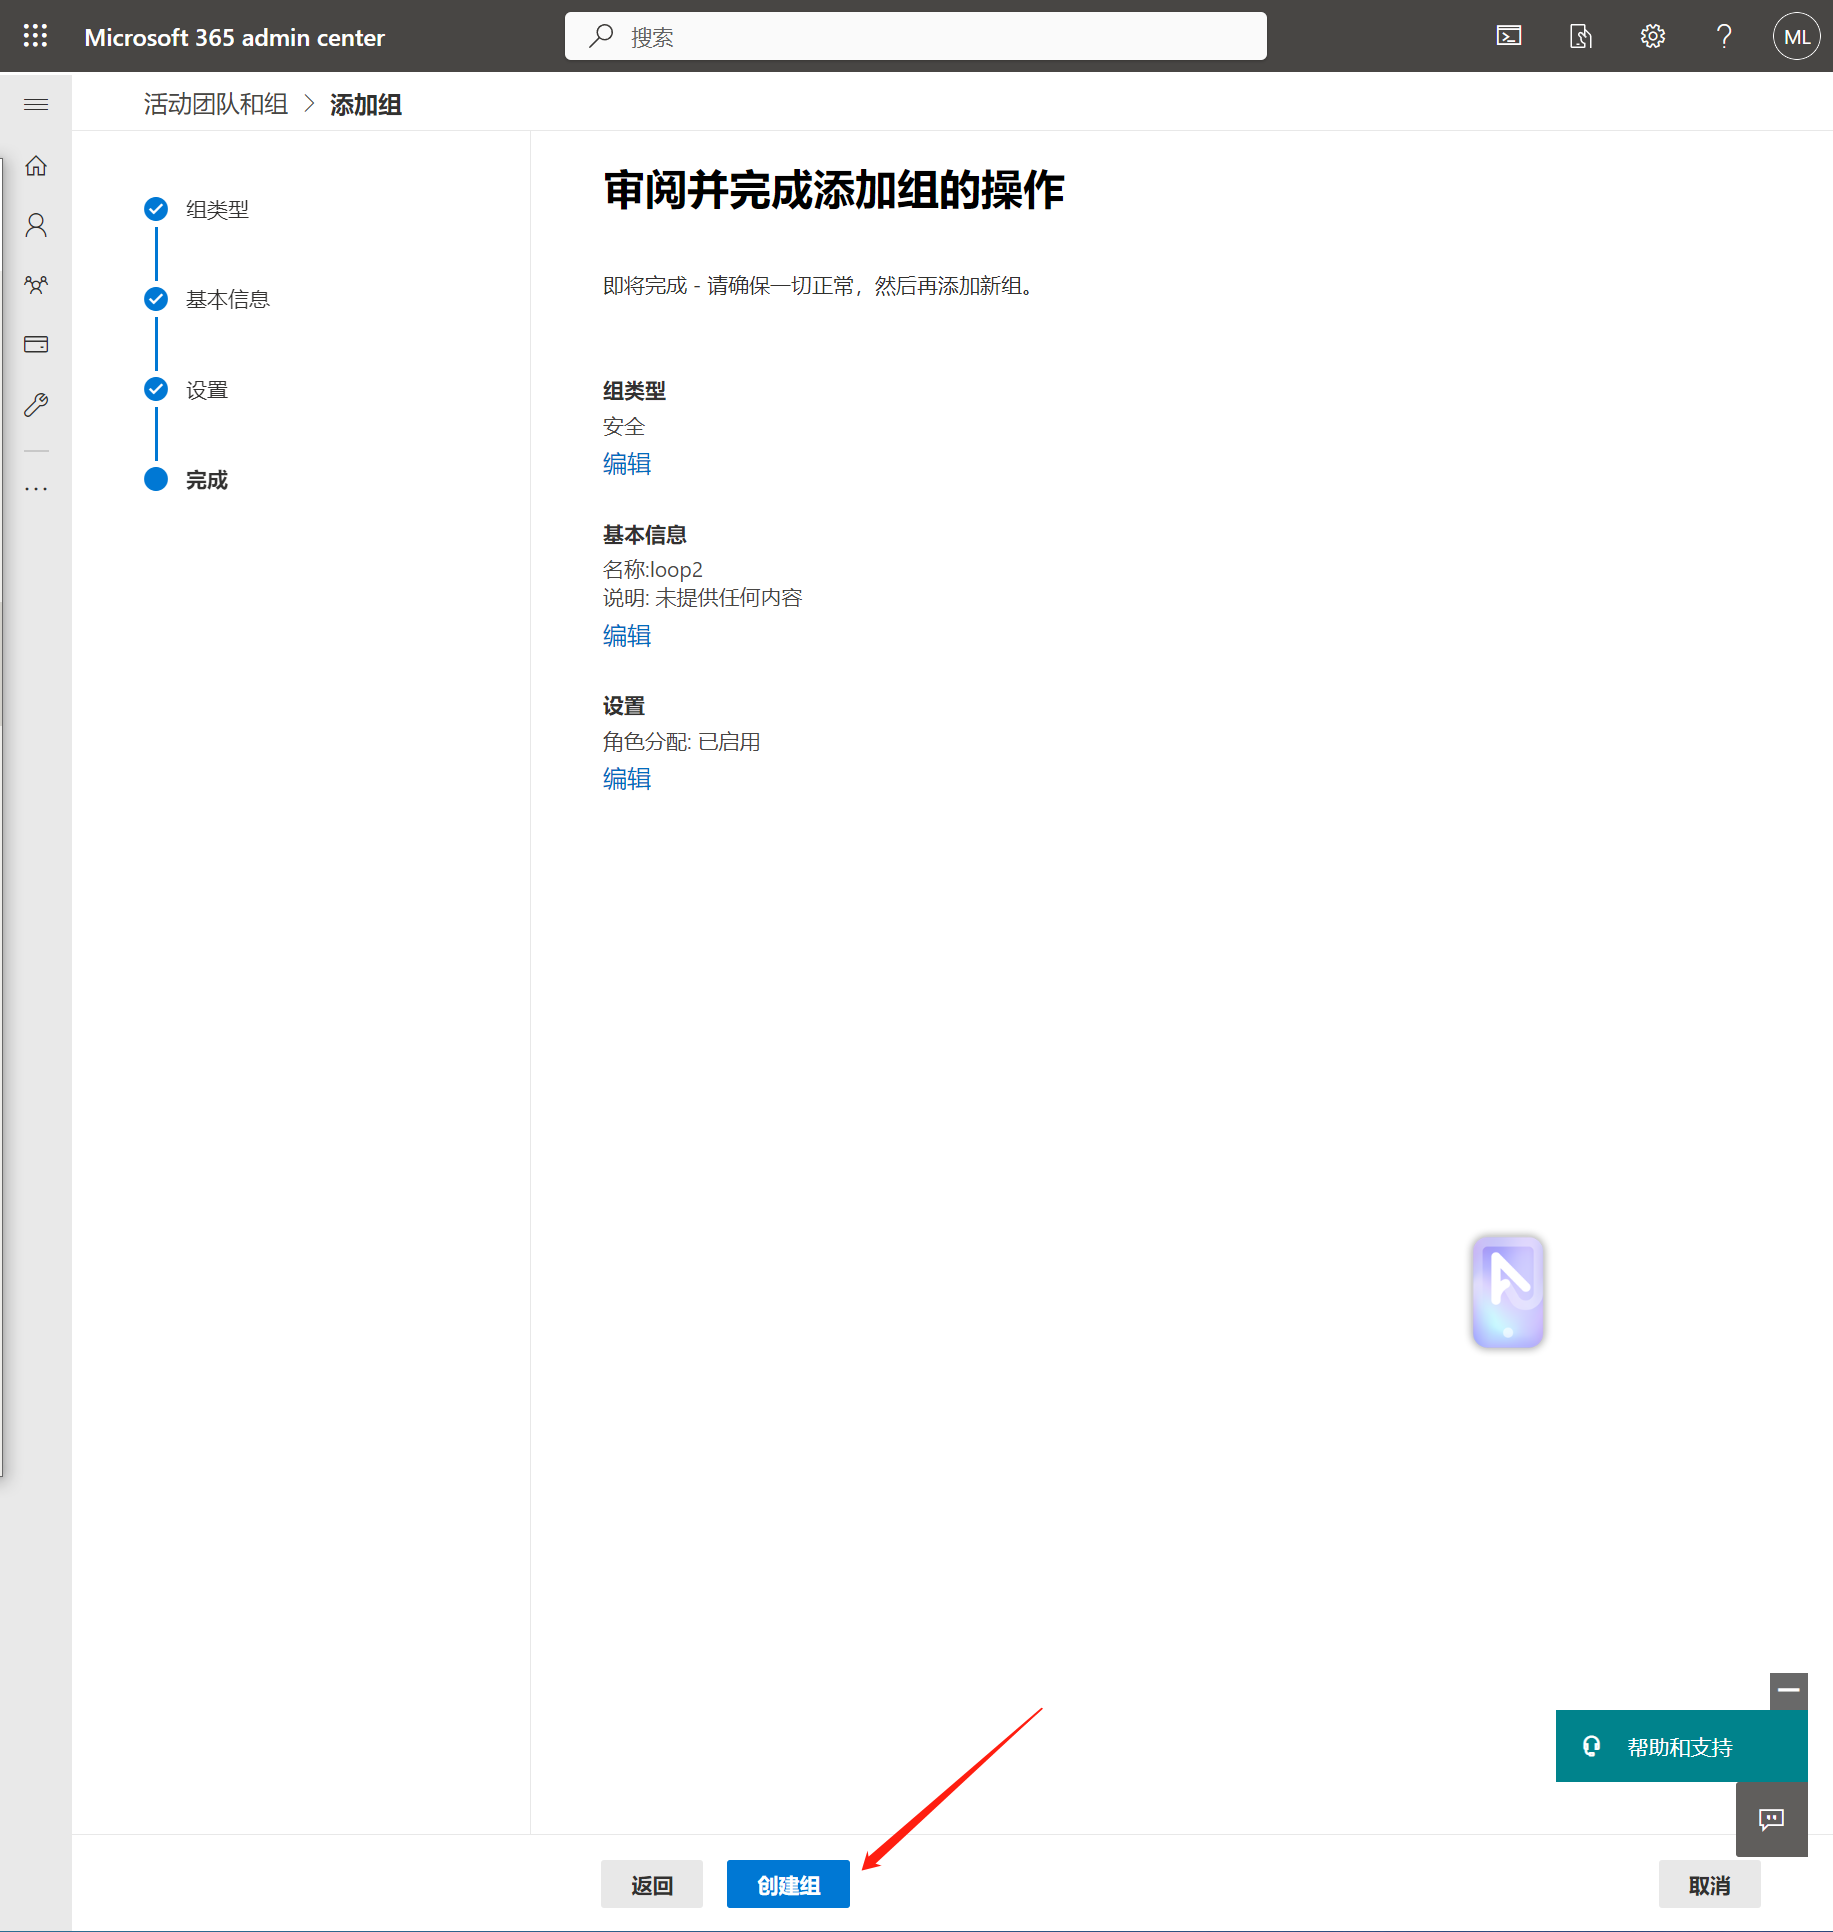 Microsoft 365 admin center
搜索
ML
活动团队和组 > 添加组
组类型
基本信息
设置
完成
审阅并完成添加组的操作
即将完成 - 请确保一切正常，然后再添加新组。
组类型
安全
编辑
基本信息
名称:loop2
说明: 未提供任何内容
编辑
设置
角色分配: 已启用
编辑
帮助和支持
返回
创建组
取消